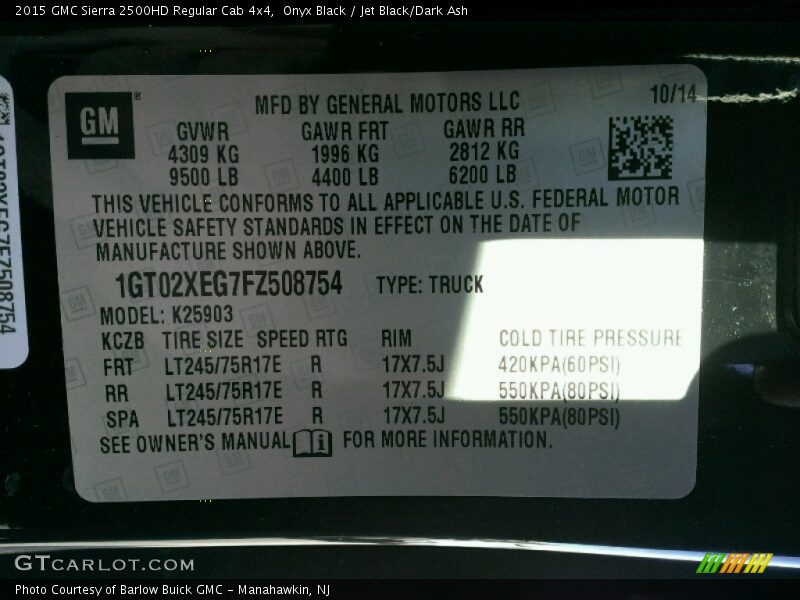 2015 GMC Sierra 2500HD Regular Cab 4x4, Onyx Black / Jet Black/Dark Ash
GM®
MFD BY GENERAL MOTORS LLC
10/14
GVWR GAWR FRT GAWR RR
4309 KG 1996 KG 2812 KG
9500 LB 4400 LB 6200 LB
THIS VEHICLE CONFORMS TO ALL APPLICABLE U.S. FEDERAL MOTOR
VEHICLE SAFETY STANDARDS IN EFFECT ON THE DATE OF
MANUFACTURE SHOWN ABOVE.
1GT02XEG7FZ508754 TYPE: TRUCK
MODEL: K25903
KCZB TIRE SIZE SPEED RTG RIM COLD TIRE PRESSURE
FRT LT245/75R17E R 17X7.5J 420KPA(60PSI)
RR LT245/75R17E R 17X7.5J 550KPA(80PSI)
SPA LT245/75R17E R 17X7.5J 550KPA(80PSI)
SEE OWNER'S MANUAL FOR MORE INFORMATION.
GTCARLOT.COM
Photo Courtesy of Barlow Buick GMC – Manahawkin, NJ